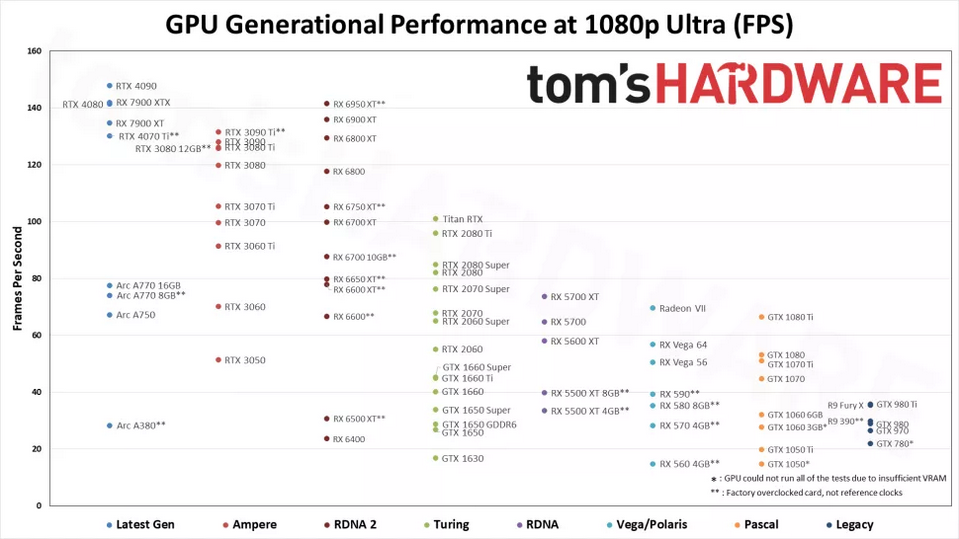 GPU Generational Performance at 1080p Ultra (FPS)
tom'sHARDWARE
Frames Per Second
160
140
120
100
80
60
40
20
0
RTX 4090
RTX 4080
RX 7900 XTX
RX 7900 XT
RTX 4070 Ti**
Arc A770 16GB
Arc A770 8GB**
Arc A750
Arc A380**
RTX 3090 Ti**
RTX 3090
RTX 3080 12GB**
RTX 3080 Ti
RTX 3080
RTX 3070 Ti
RTX 3070
RTX 3060 Ti
RTX 3060
RTX 3050
RX 6950 XT**
RX 6900 XT
RX 6800 XT
RX 6800
RX 6750 XT**
RX 6700 XT
RX 6700 10GB**
RX 6650 XT**
RX 6600 XT**
RX 6600**
RX 6500 XT**
RX 6400
Titan RTX
RTX 2080 Ti
RTX 2080 Super
RTX 2080
RTX 2070 Super
RTX 2070
RTX 2060 Super
RTX 2060
GTX 1660 Super
GTX 1660 Ti
GTX 1660
GTX 1650 Super
GTX 1650 GDDR6
GTX 1650
GTX 1630
RX 5700 XT
RX 5700
RX 5600 XT
RX 5500 XT 8GB**
RX 5500 XT 4GB**
Radeon VII
RX Vega 64
RX Vega 56
RX 590**
RX 580 8GB**
RX 570 4GB**
RX 560 4GB**
GTX 1080 Ti
GTX 1080
GTX 1070 Ti
GTX 1070
GTX 1060 6GB
GTX 1060 3GB*
GTX 1050 Ti
GTX 1050*
R9 Fury X
GTX 980 Ti
R9 390**
GTX 980
GTX 970
GTX 780*
* : GPU could not run all of the tests due to insufficient VRAM
** : Factory overclocked card, not reference clocks
Latest Gen
Ampere
RDNA 2
Turing
RDNA
Vega/Polaris
Pascal
Legacy